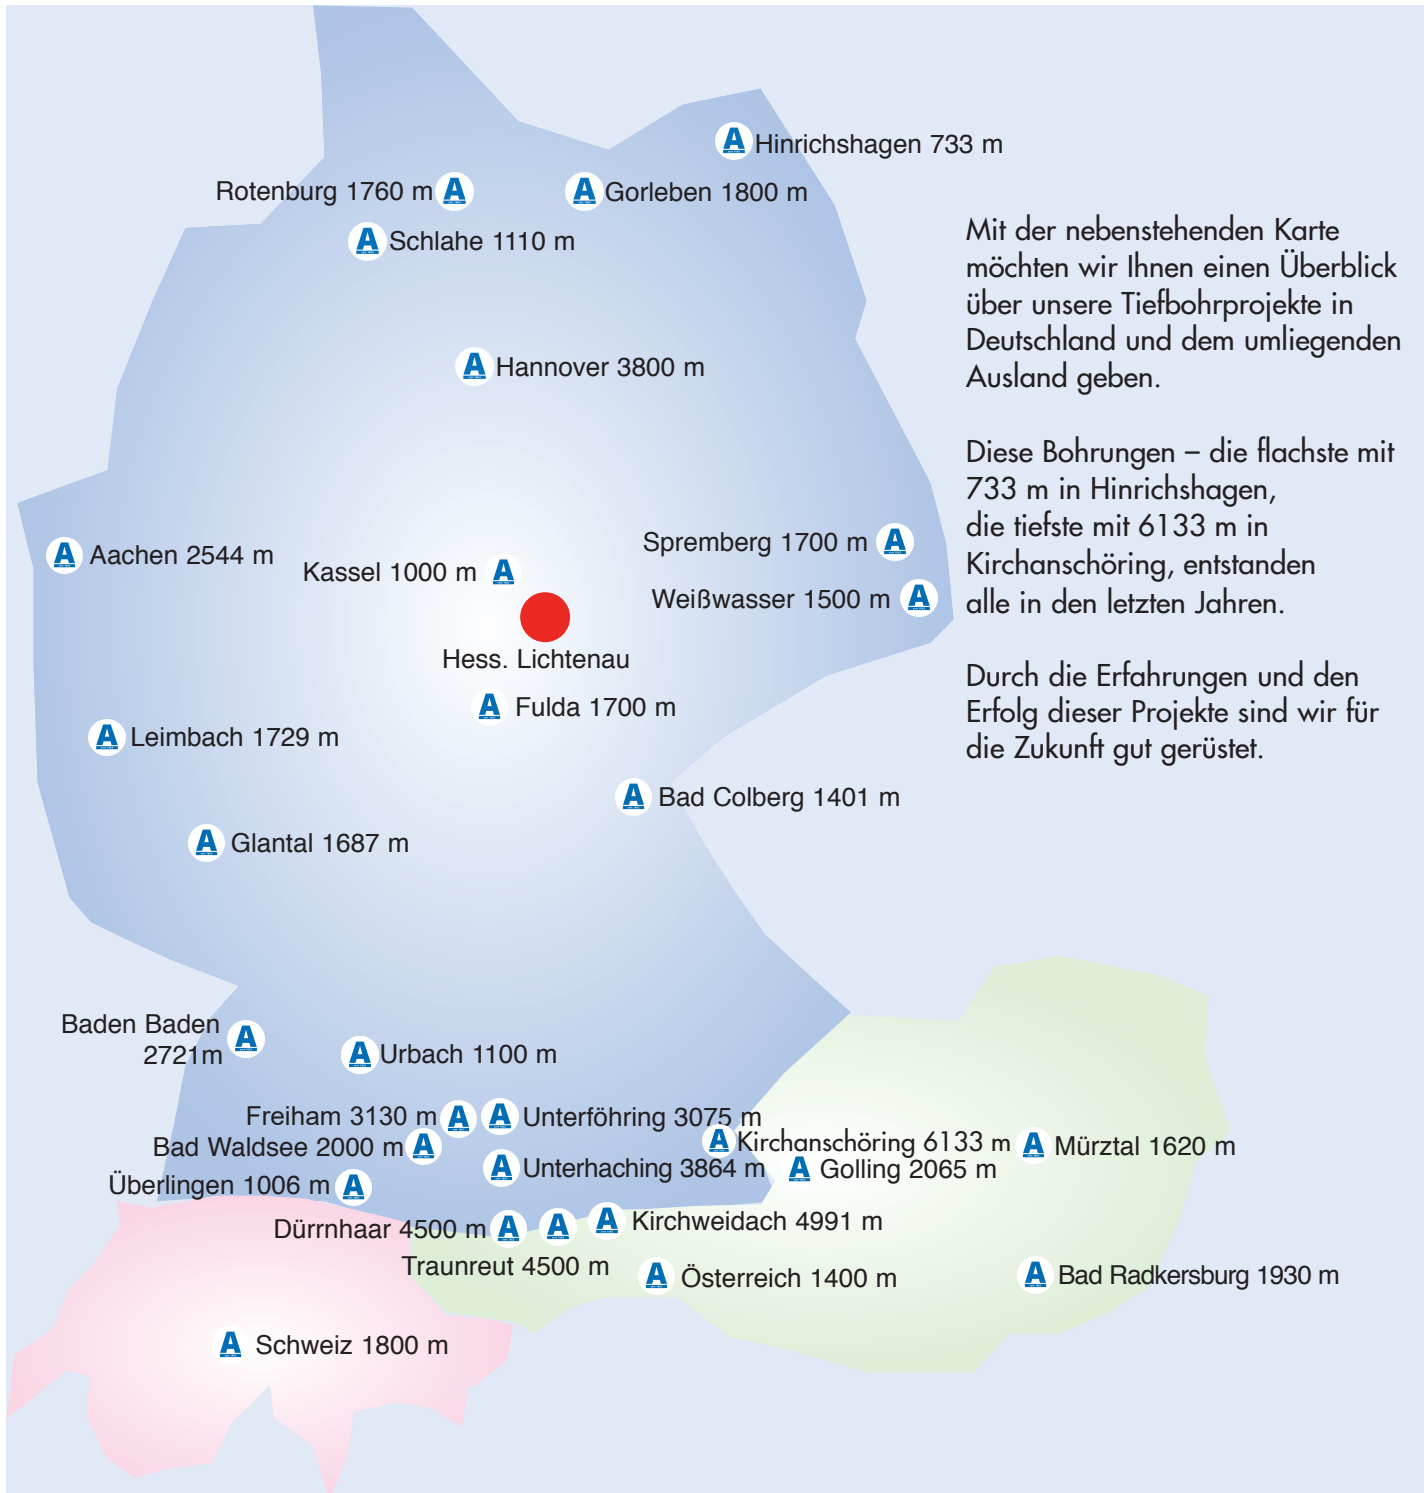 Hinrichshagen 733 m
Rotenburg 1760 m
Gorleben 1800 m
Schlahe 1110 m
Hannover 3800 m
Mit der nebenstehenden Karte
möchten wir Ihnen einen Überblick
über unsere Tiefbohrprojekte in
Deutschland und dem umliegenden
Ausland geben.
Diese Bohrungen – die flachste mit
733 m in Hinrichshagen,
die tiefste mit 6133 m in
Kirchanschöring, entstanden
alle in den letzten Jahren.
Durch die Erfahrungen und den
Erfolg dieser Projekte sind wir für
die Zukunft gut gerüstet.
Aachen 2544 m
Kassel 1000 m
Spremberg 1700 m
Weißwasser 1500 m
Hess. Lichtenau
Fulda 1700 m
Leimbach 1729 m
Bad Colberg 1401 m
Glantal 1687 m
Baden Baden
2721m
Urbach 1100 m
Freiham 3130 m
Unterföhring 3075 m
Bad Waldsee 2000 m
Kirchanschöring 6133 m
Mürztal 1620 m
Unterhaching 3864 m
Golling 2065 m
Überlingen 1006 m
Dürrnhaar 4500 m
Kirchweidach 4991 m
Traunreut 4500 m
Österreich 1400 m
Bad Radkersburg 1930 m
Schweiz 1800 m